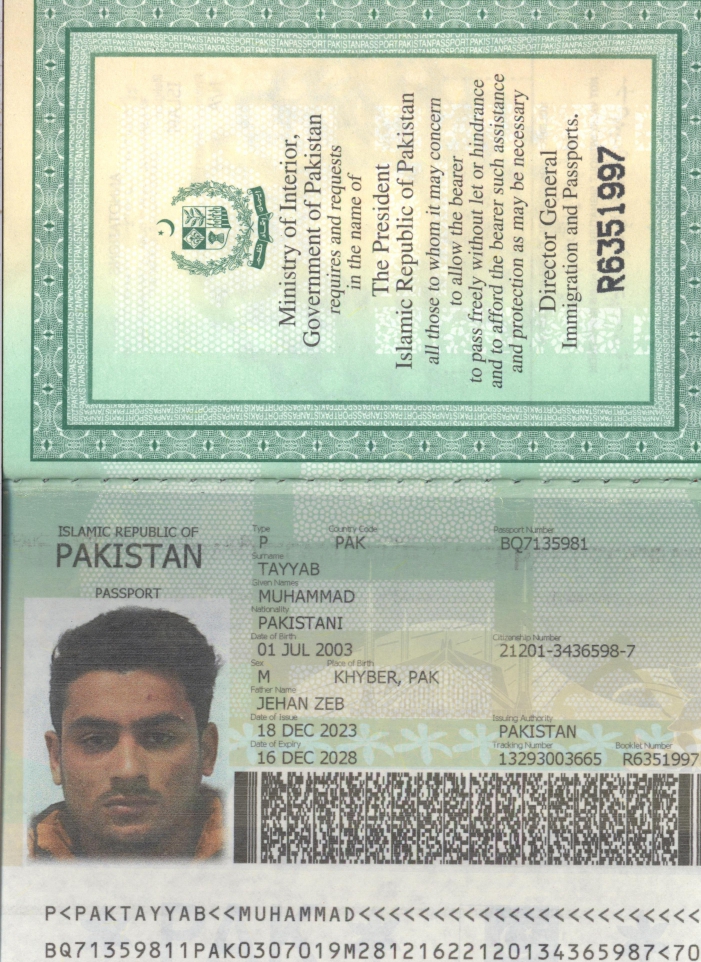 Ministry of Interior,
Government of Pakistan
requires and requests
in the name of
The President
Islamic Republic of Pakistan
all those to whom it may concern
to allow the bearer
to pass freely without let or hindrance
and to afford the bearer such assistance
and protection as may be necessary
Director General
Immigration and Passports.
R6351997
ISLAMIC REPUBLIC OF
PAKISTAN
PASSPORT
Type Country Code Passport Number
P PAK BQ7135981
Surname
TAYYAB
Given Names
MUHAMMAD
Nationality
PAKISTANI
Date of Birth Citizenship Number
01 JUL 2003 21201-3436598-7
Sex Place of Birth
M KHYBER, PAK
Father Name
JEHAN ZEB
Date of Issue Issuing Authority
18 DEC 2023 PAKISTAN
Date of Expiry Tracking Number Booklet Number
16 DEC 2028 13293003665 R6351997
P<PAKTAYYAB<<MUHAMMAD<<<<<<<<<<<<<<<<<<<<<<<
BQ71359811PAK0307019M28121622120134365987<70